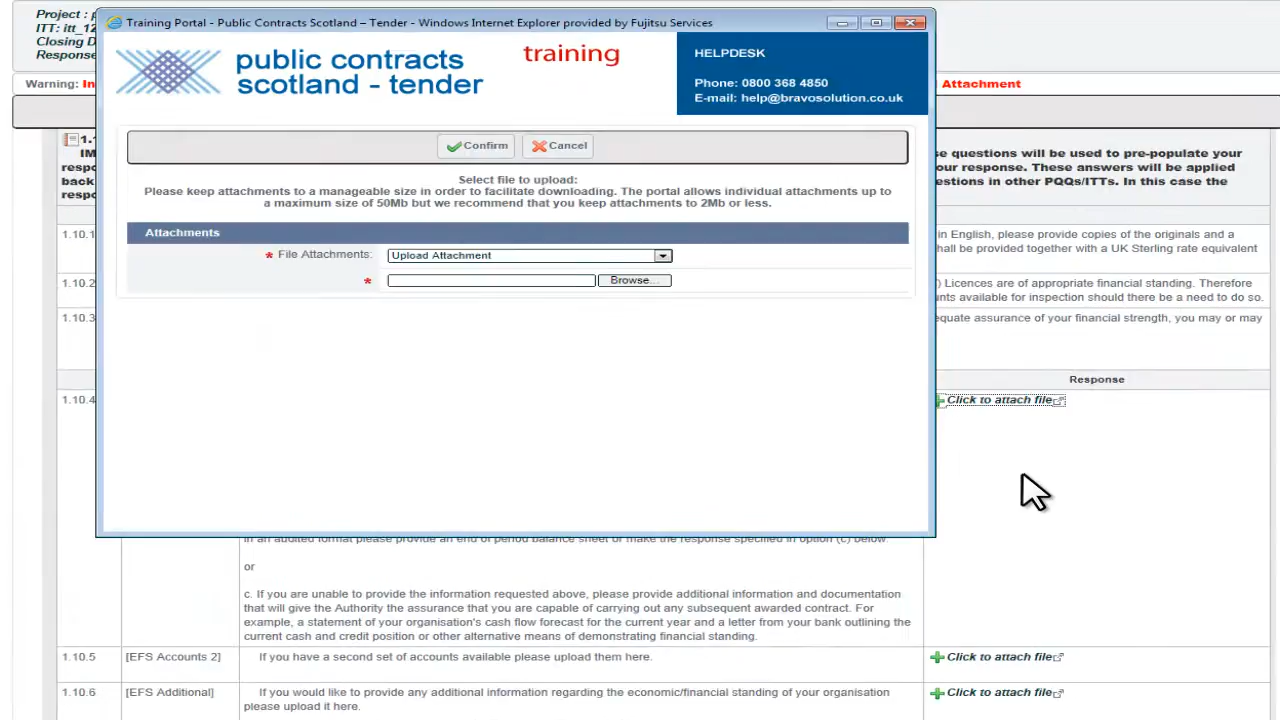 Project : p
ITT: itt_12
Closing D
Response
Training Portal - Public Contracts Scotland – Tender - Windows Internet Explorer provided by Fujitsu Services
public contracts
scotland - tender
training
HELPDESK
Phone: 0800 368 4850
E-mail: help@bravosolution.co.uk
Warning: In
Attachment
Confirm
Cancel
Select file to upload:
Please keep attachments to a manageable size in order to facilitate downloading. The portal allows individual attachments up to
a maximum size of 50Mb but we recommend that you keep attachments to 2Mb or less.
Attachments
* File Attachments: Upload Attachment
* Browse...
1.1
IM
respo
back
respo
se questions will be used to pre-populate your
our response. These answers will be applied
estions in other PQQs/ITTs. In this case the
1.10.1
in English, please provide copies of the originals and a
hall be provided together with a UK Sterling rate equivalent
1.10.2
) Licences are of appropriate financial standing. Therefore
nts available for inspection should there be a need to do so.
1.10.3
equate assurance of your financial strength, you may or may
Response
1.10.4
Click to attach file
in an audited format please provide an end of period balance sheet or make the response specified in option (c) below.
or
c. If you are unable to provide the information requested above, please provide additional information and documentation
that will give the Authority the assurance that you are capable of carrying out any subsequent awarded contract. For
example, a statement of your organisation's cash flow forecast for the current year and a letter from your bank outlining the
current cash and credit position or other alternative means of demonstrating financial standing.
1.10.5 [EFS Accounts 2] If you have a second set of accounts available please upload them here. Click to attach file
1.10.6 [EFS Additional] If you would like to provide any additional information regarding the economic/financial standing of your organisation Click to attach file
please upload it here.